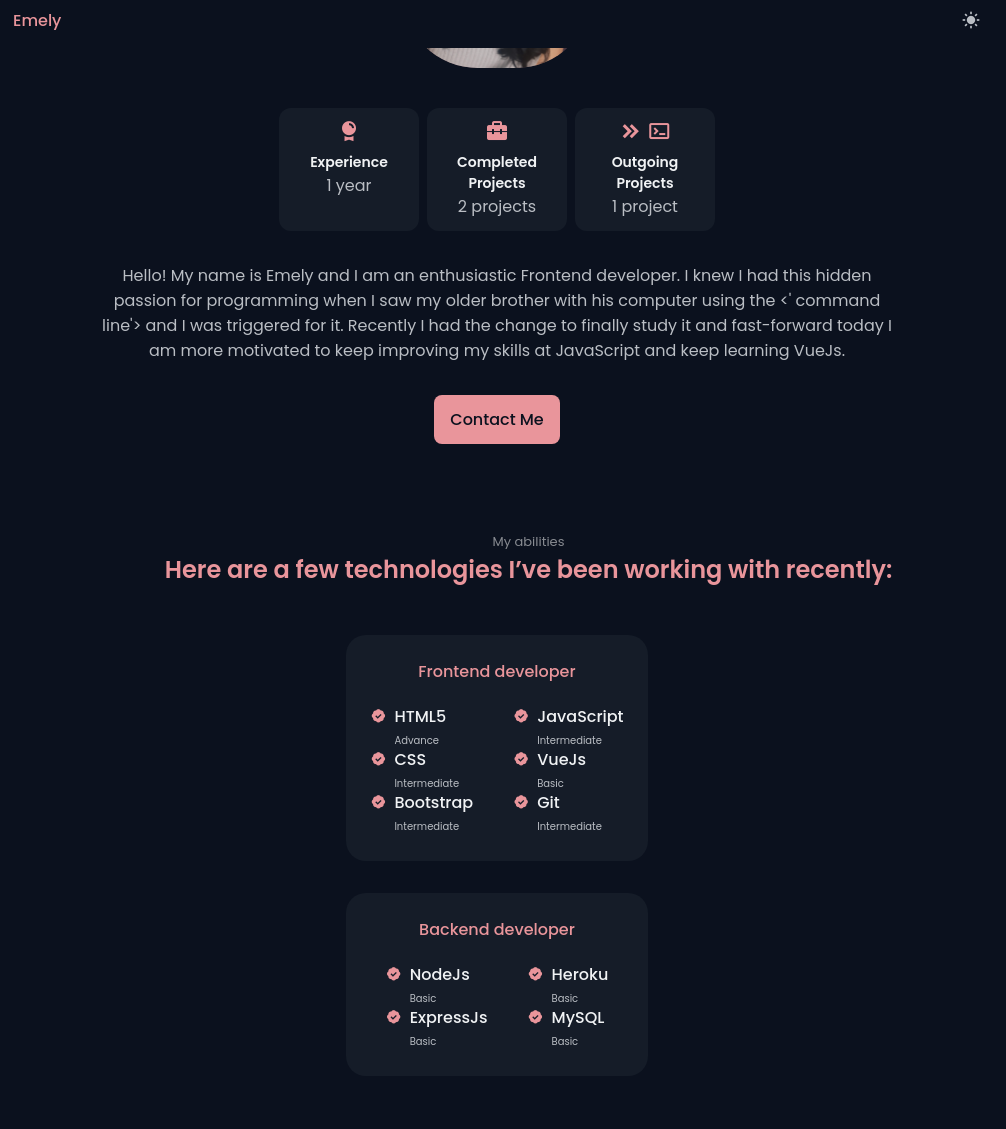 Emely
Experience
1 year
Completed
Projects
2 projects
Outgoing
Projects
1 project
Hello! My name is Emely and I am an enthusiastic Frontend developer. I knew I had this hidden
passion for programming when I saw my older brother with his computer using the <' command
line'> and I was triggered for it. Recently I had the change to finally study it and fast-forward today I
am more motivated to keep improving my skills at JavaScript and keep learning VueJs.
Contact Me
My abilities
Here are a few technologies I’ve been working with recently:
Frontend developer
HTML5
Advance
CSS
Intermediate
Bootstrap
Intermediate
JavaScript
Intermediate
VueJs
Basic
Git
Intermediate
Backend developer
NodeJs
Basic
ExpressJs
Basic
Heroku
Basic
MySQL
Basic